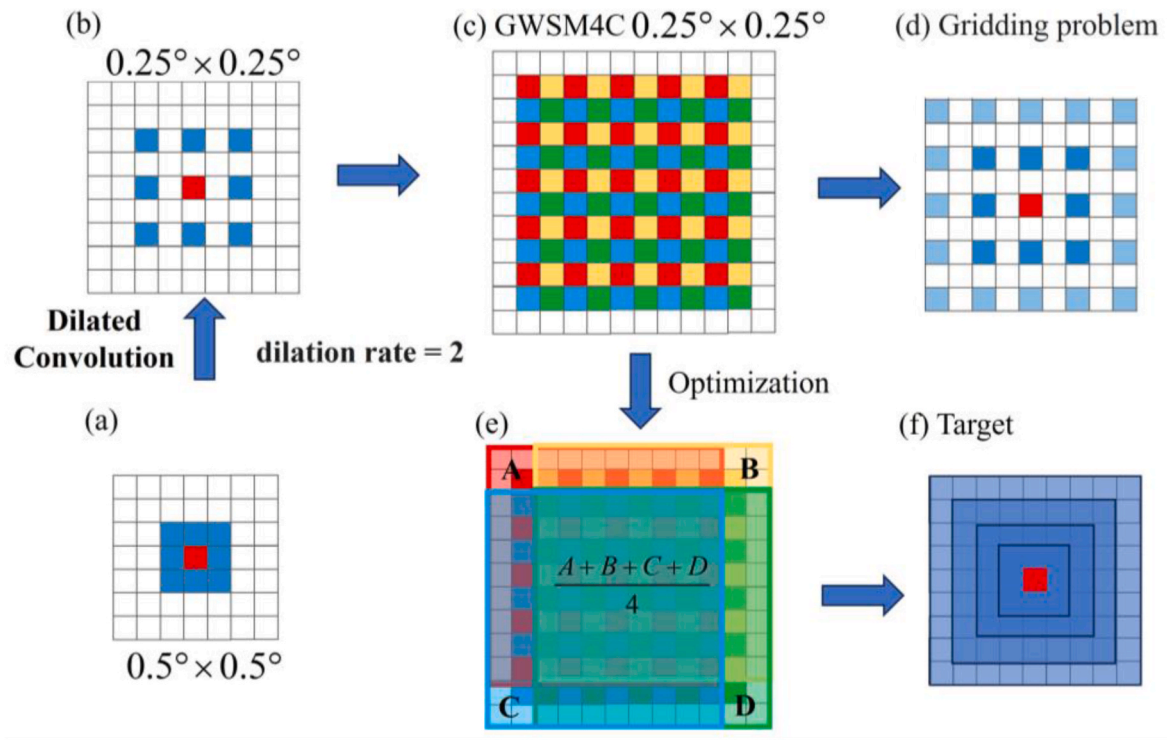 (b)
0.25° × 0.25°
(c) GWSM4C 0.25° × 0.25°
(d) Gridding problem
Dilated
Convolution
dilation rate = 2
Optimization
(a)
0.5° × 0.5°
(e)
A
B
A + B + C + D
4
C
D
(f) Target